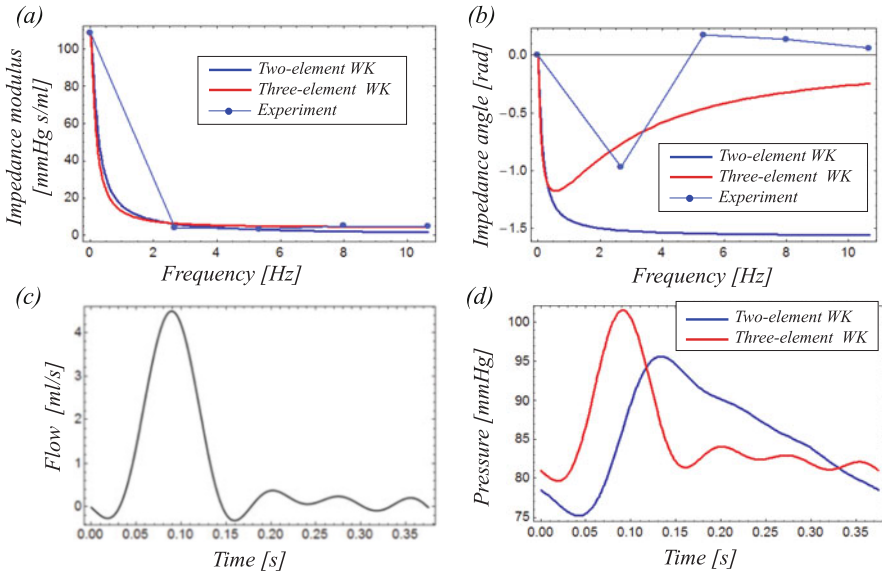 (a)
Impedance modulus
[mmHg s/ml]
100
80
60
40
20
0
0
2
4
6
8
10
Frequency [Hz]
Two-element WK
Three-element WK
Experiment
(b)
Impedance angle [rad]
0.0
−0.5
−1.0
−1.5
0
2
4
6
8
10
Frequency [Hz]
Two-element WK
Three-element WK
Experiment
(c)
Flow [ml/s]
4
3
2
1
0
0.00
0.05
0.10
0.15
0.20
0.25
0.30
0.35
Time [s]
(d)
Pressure [mmHg]
100
95
90
85
80
75
0.00
0.05
0.10
0.15
0.20
0.25
0.30
0.35
Time [s]
Two-element WK
Three-element WK